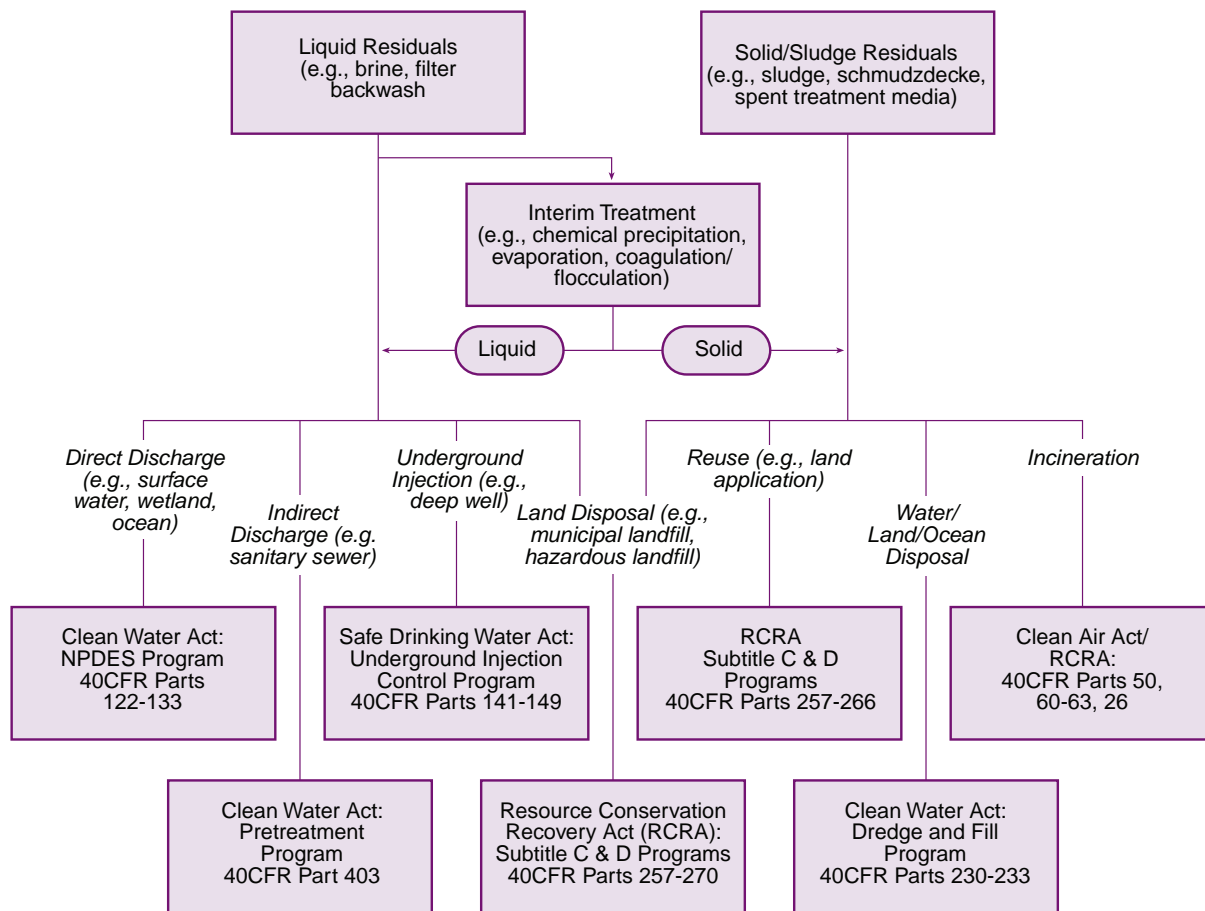 Liquid Residuals
(e.g., brine, filter
backwash
Solid/Sludge Residuals
(e.g., sludge, schmudzdecke,
spent treatment media)
Interim Treatment
(e.g., chemical precipitation,
evaporation, coagulation/
flocculation)
Liquid
Solid
Direct Discharge
(e.g., surface
water, wetland,
ocean)
Indirect
Discharge (e.g.
sanitary sewer)
Underground
Injection (e.g.,
deep well)
Land Disposal (e.g.,
municipal landfill,
hazardous landfill)
Reuse (e.g., land
application)
Water/
Land/Ocean
Disposal
Incineration
Clean Water Act:
NPDES Program
40CFR Parts
122-133
Safe Drinking Water Act:
Underground Injection
Control Program
40CFR Parts 141-149
RCRA
Subtitle C & D
Programs
40CFR Parts 257-266
Clean Air Act/
RCRA:
40CFR Parts 50,
60-63, 26
Clean Water Act:
Pretreatment
Program
40CFR Part 403
Resource Conservation
Recovery Act (RCRA):
Subtitle C & D Programs
40CFR Parts 257-270
Clean Water Act:
Dredge and Fill
Program
40CFR Parts 230-233